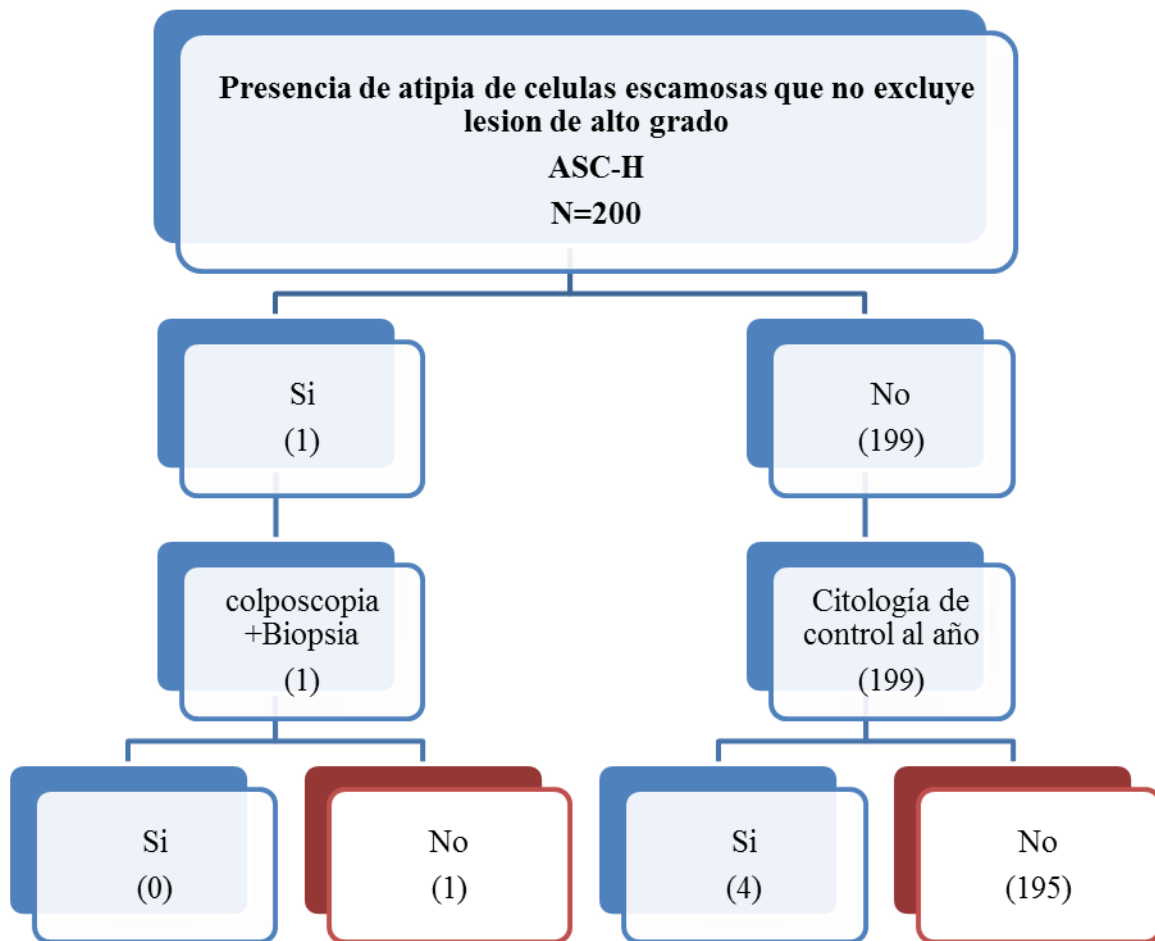 Presencia de atipia de celulas escamosas que no excluye
lesion de alto grado
ASC-H
N=200
Si
(1)
No
(199)
colposcopia
+Biopsia
(1)
Citología de
control al año
(199)
Si
(0)
No
(1)
Si
(4)
No
(195)